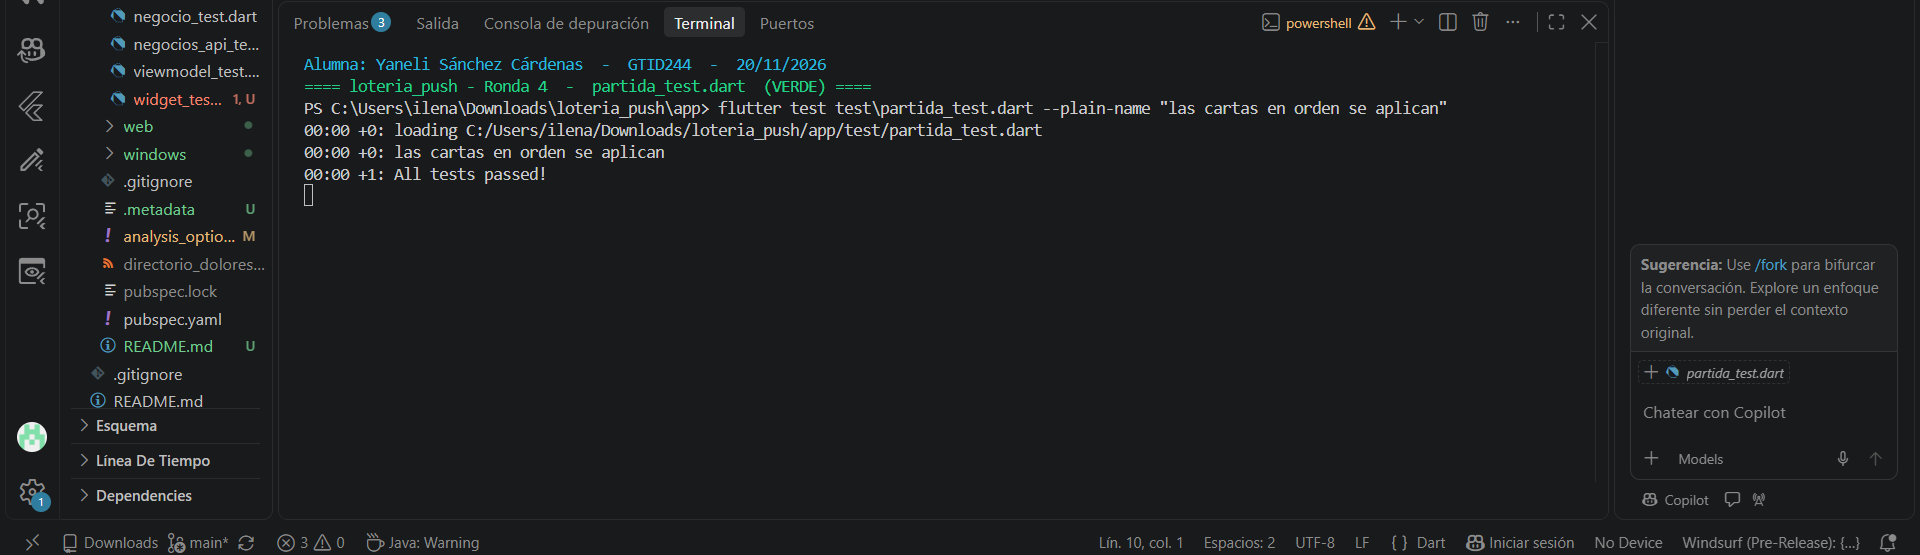 negocio_test.dart
negocios_api_te...
viewmodel_test....
widget_tes... 1, U
web
windows
.gitignore
.metadata U
analysis_optio... M
directorio_dolores...
pubspec.lock
pubspec.yaml
README.md U
.gitignore
README.md
Esquema
Línea De Tiempo
Dependencies
1
Problemas 3 Salida Consola de depuración Terminal Puertos
powershell
Alumna: Yaneli Sánchez Cárdenas - GTID244 - 20/11/2026
==== loteria_push - Ronda 4 - partida_test.dart (VERDE) ====
PS C:\Users\ilena\Downloads\loteria_push\app> flutter test test\partida_test.dart --plain-name "las cartas en orden se aplican"
00:00 +0: loading C:/Users/ilena/Downloads/loteria_push/app/test/partida_test.dart
00:00 +0: las cartas en orden se aplican
00:00 +1: All tests passed!
Sugerencia: Use /fork para bifurcar
la conversación. Explore un enfoque
diferente sin perder el contexto
original.
partida_test.dart
Chatear con Copilot
Models
Copilot
Downloads main* 3 0 Java: Warning Lín. 10, col. 1 Espacios: 2 UTF-8 LF {} Dart Iniciar sesión No Device Windsurf (Pre-Release): {...}